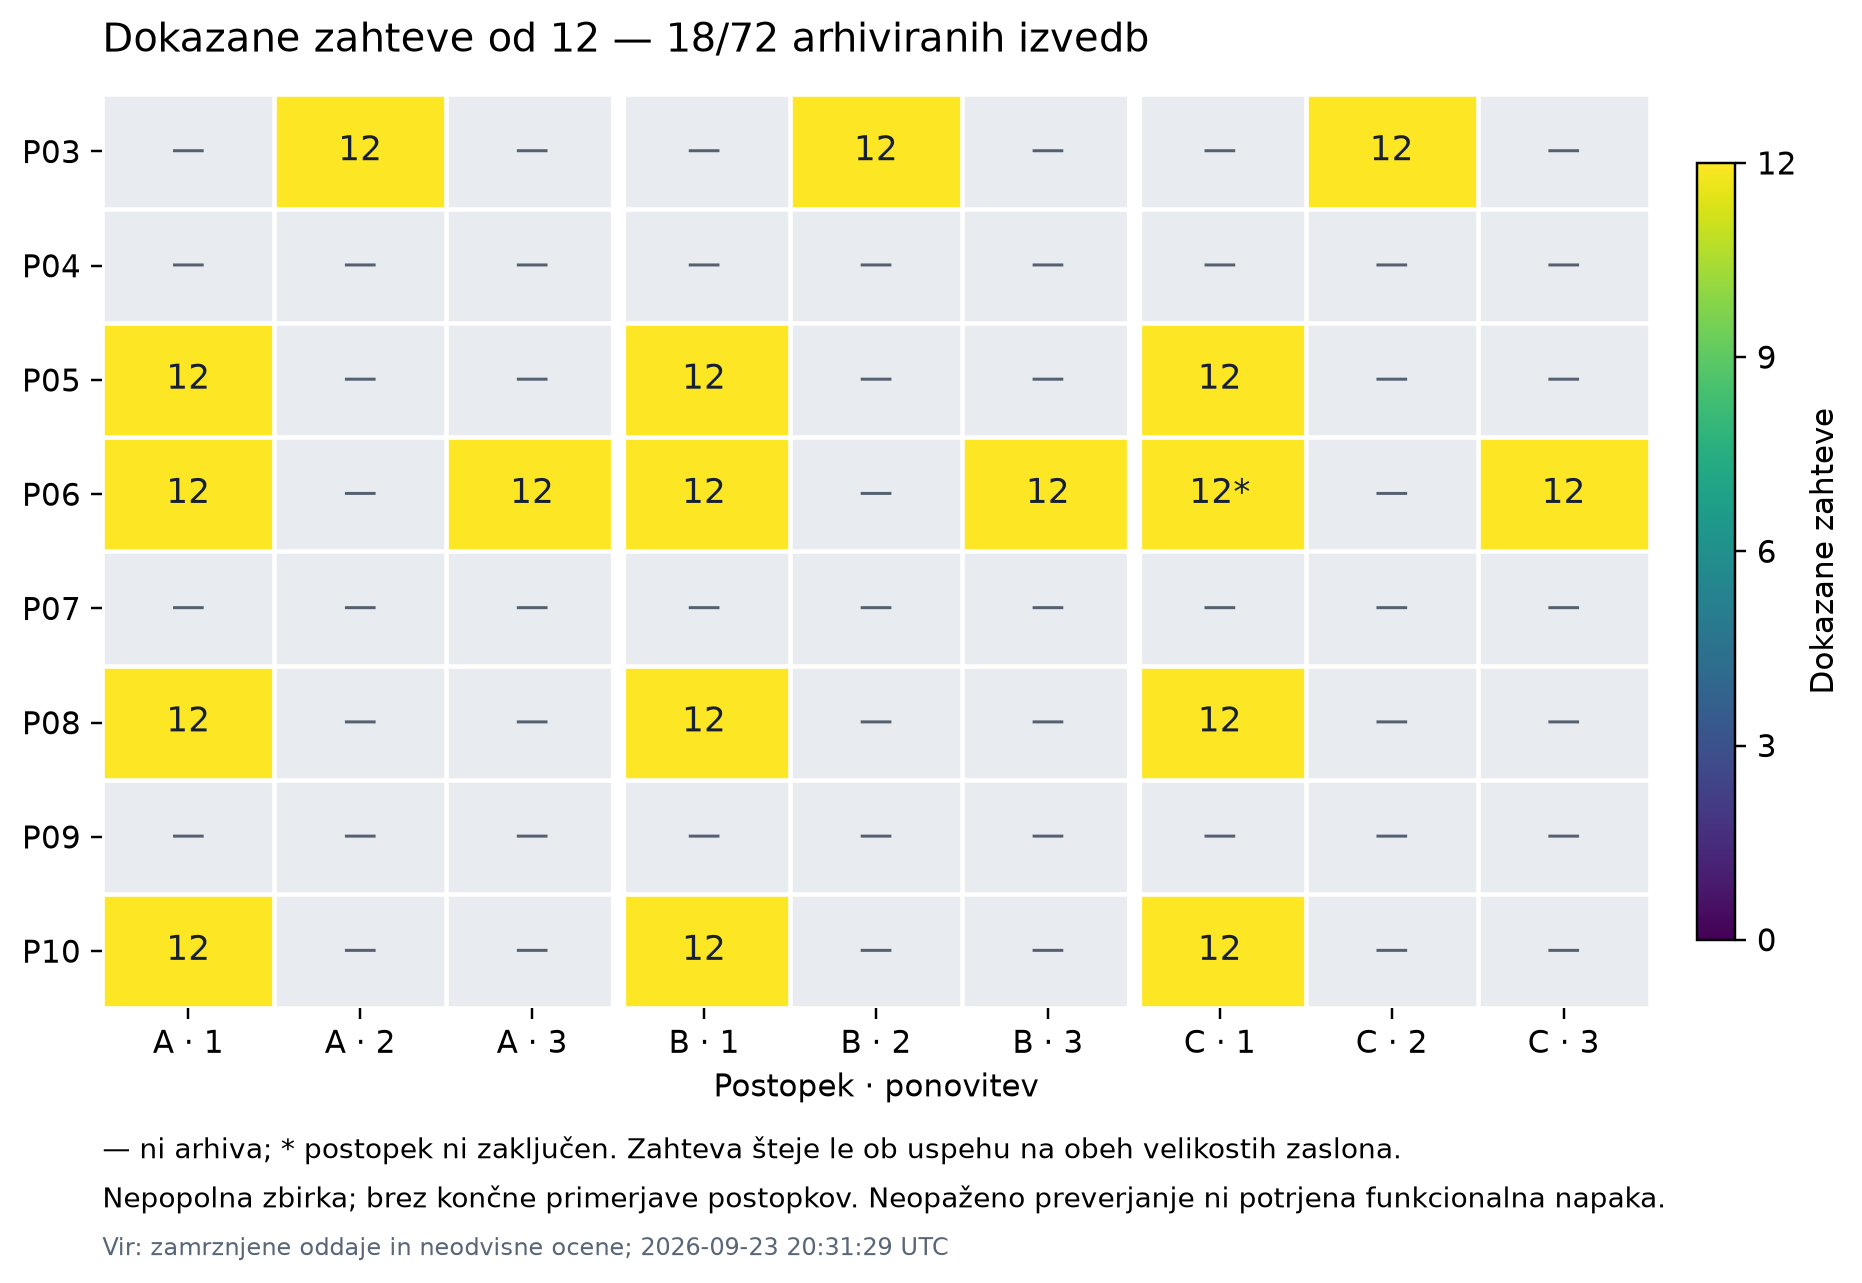 Dokazane zahteve od 12 — 18/72 arhiviranih izvedb
P03 — 12 — — 12 — — 12 —
P04 — — — — — — — — —
P05 12 — — 12 — — 12 — —
P06 12 — 12 12 — 12 12* — 12
P07 — — — — — — — — —
P08 12 — — 12 — — 12 — —
P09 — — — — — — — — —
P10 12 — — 12 — — 12 — —
A · 1 A · 2 A · 3 B · 1 B · 2 B · 3 C · 1 C · 2 C · 3
Postopek · ponovitev
12
9
6
3
0
Dokazane zahteve
— ni arhiva; * postopek ni zaključen. Zahteva šteje le ob uspehu na obeh velikostih zaslona.
Nepopolna zbirka; brez končne primerjave postopkov. Neopaženo preverjanje ni potrjena funkcionalna napaka.
Vir: zamrznjene oddaje in neodvisne ocene; 2026-09-23 20:31:29 UTC